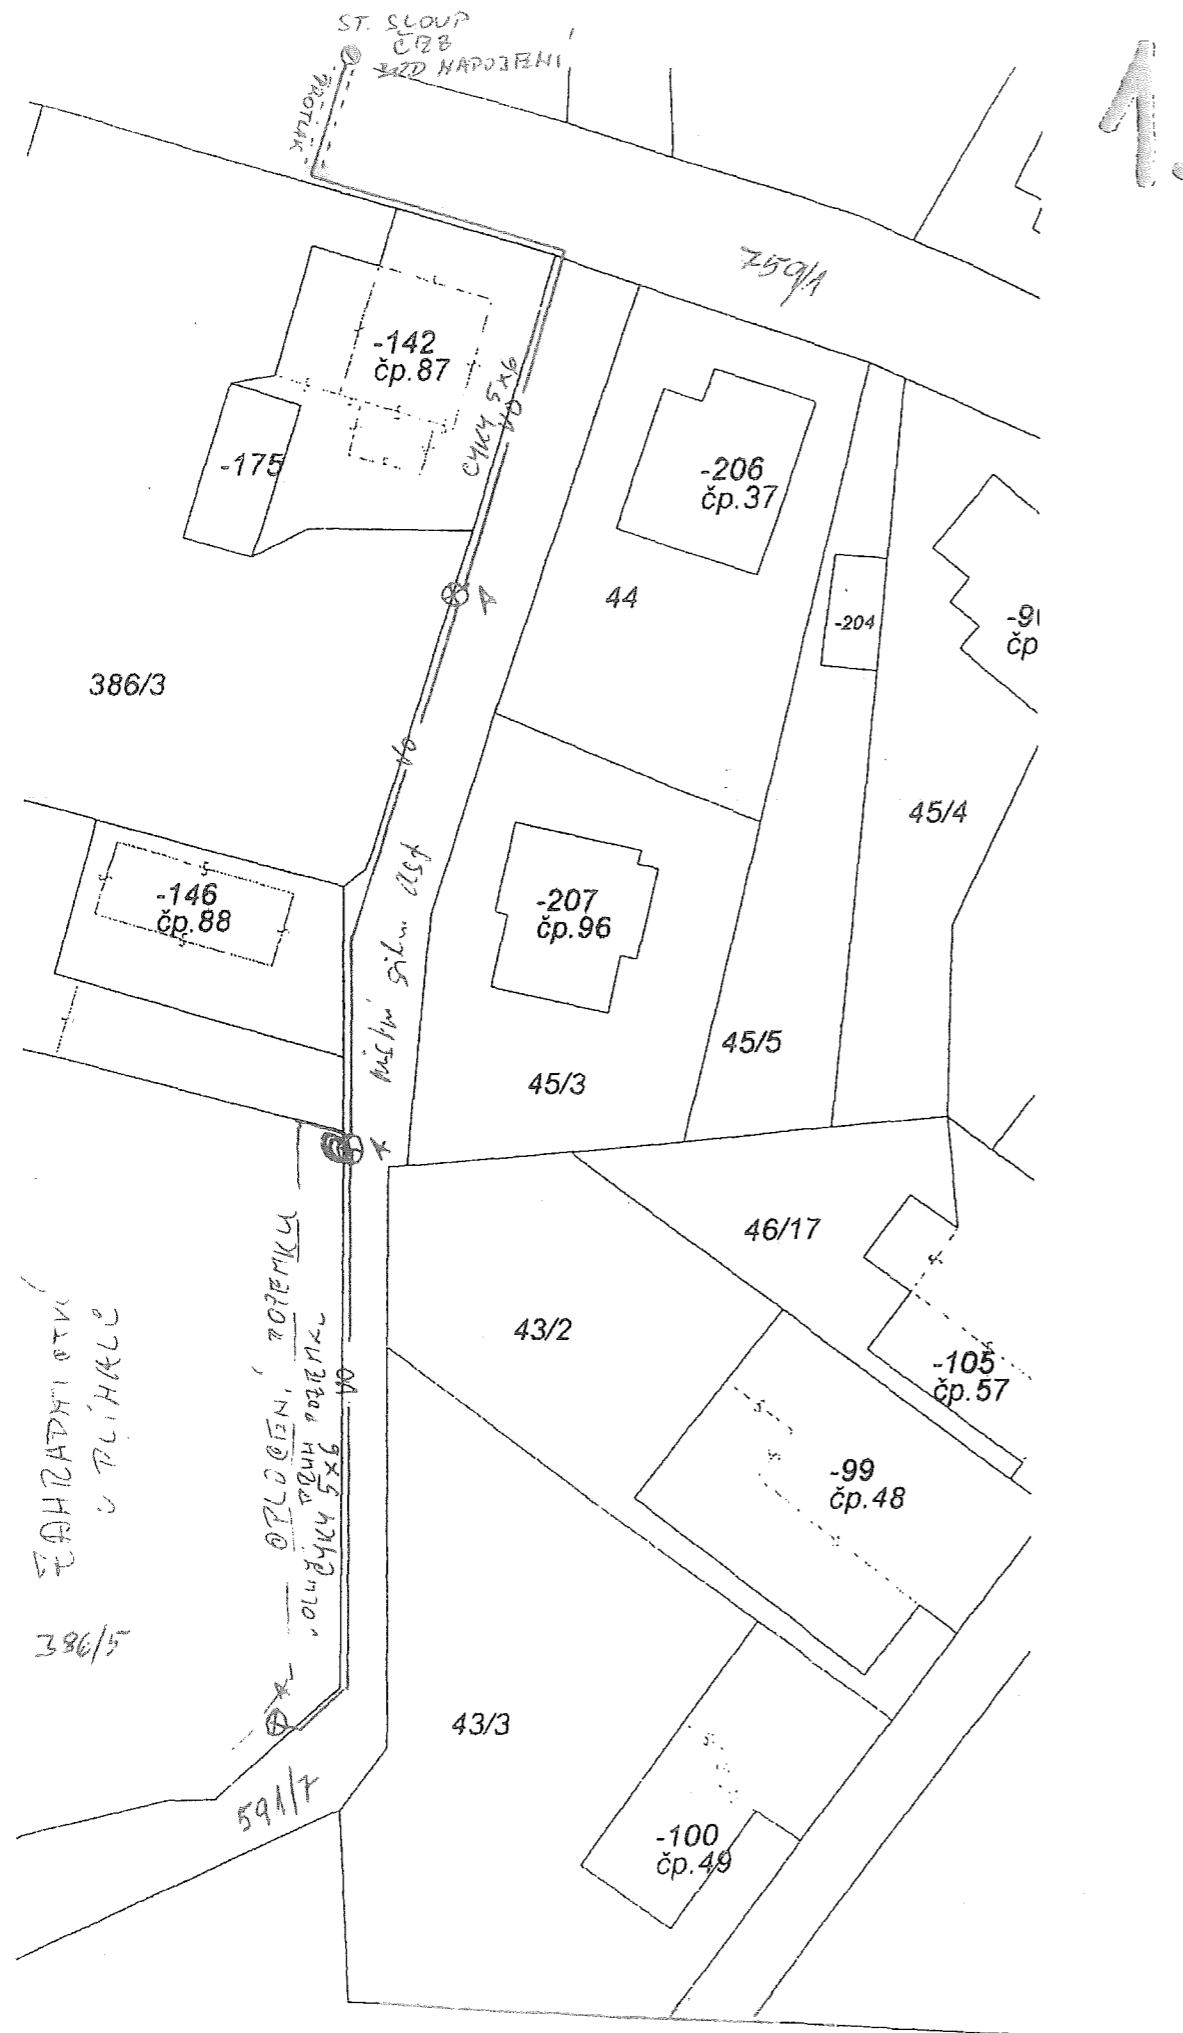 ST. SLOUP
ČEZ
NAPOJENÍ
PROTLAK
1.
759/1
-142
čp.87
CYKY 5x6
VO
-175
-206
čp.37
44
-204
-9
čp
386/3
VO
45/4
-146
čp.88
-207
čp.96
místní
45/5
45/3
46/17
43/2
-105
čp.57
VO
OPLOCENÍ POZEMKU
CYKY 5x6
-99
čp.48
ZAHRADNICTVÍ
386/5
43/3
591/7
-100
čp.49